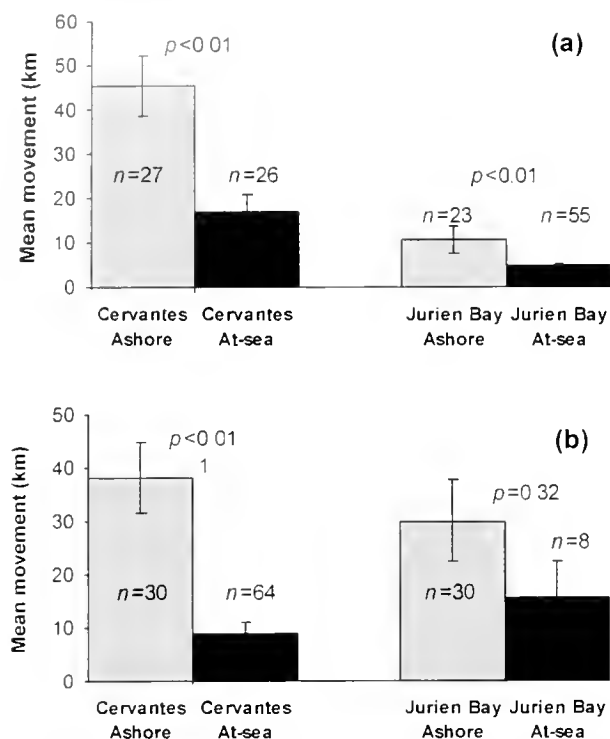 (a)
Mean movement (km
60
50
40
30
20
10
0
p<0 01
n=27
n=26
p<0.01
n=23
n=55
Cervantes Ashore
Cervantes At-sea
Jurien Bay Ashore
Jurien Bay At-sea
(b)
Mean movement (km)
50
40
30
20
10
0
p<0 01
1
n=30
n=64
p=0 32
n=30
n=8
Cervantes Ashore
Cervantes At-sea
Jurien Bay Ashore
Jurien Bay At-sea